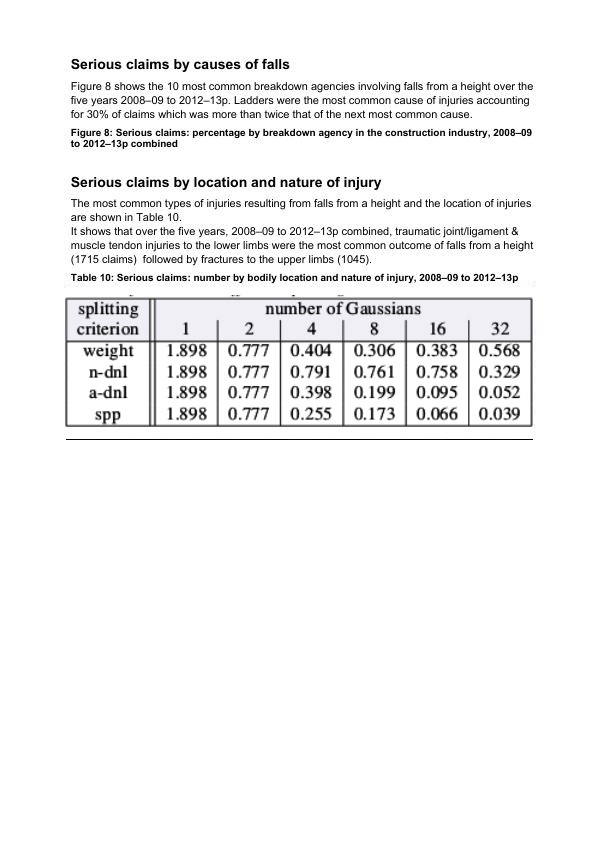 Serious claims by causes of falls
Figure 8 shows the 10 most common breakdown agencies involving falls from a height over the
five years 2008–09 to 2012–13p. Ladders were the most common cause of injuries accounting
for 30% of claims which was more than twice that of the next most common cause.
Figure 8: Serious claims: percentage by breakdown agency in the construction industry, 2008–09
to 2012–13p combined
Serious claims by location and nature of injury
The most common types of injuries resulting from falls from a height and the location of injuries
are shown in Table 10.
It shows that over the five years, 2008–09 to 2012–13p combined, traumatic joint/ligament &
muscle tendon injuries to the lower limbs were the most common outcome of falls from a height
(1715 claims)  followed by fractures to the upper limbs (1045).
Table 10: Serious claims: number by bodily location and nature of injury, 2008–09 to 2012–13p
splitting number of Gaussians
criterion 1 2 4 8 16 32
weight 1.898 0.777 0.404 0.306 0.383 0.568
n-dnl 1.898 0.777 0.791 0.761 0.758 0.329
a-dnl 1.898 0.777 0.398 0.199 0.095 0.052
spp 1.898 0.777 0.255 0.173 0.066 0.039